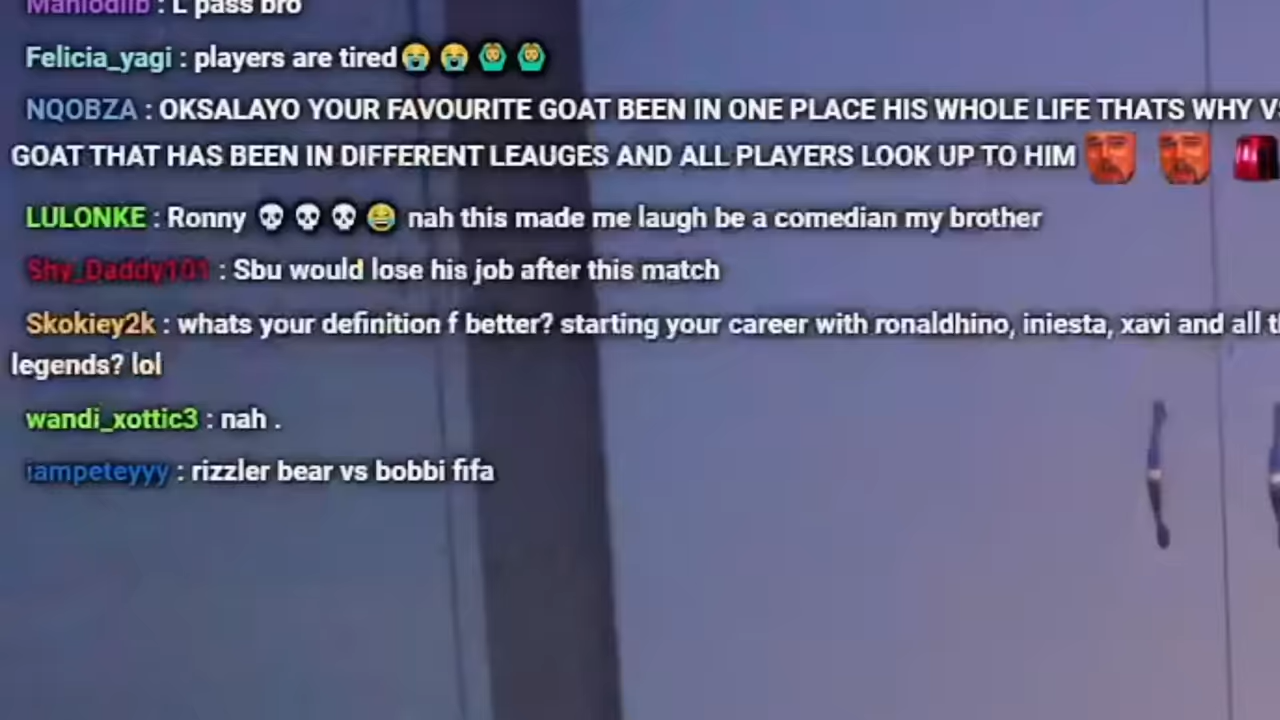 : L pass bro
Felicia_yagi : players are tired😭 😭 🙆‍♂️ 🙆‍♂️
NQOBZA : OKSALAYO YOUR FAVOURITE GOAT BEEN IN ONE PLACE HIS WHOLE LIFE THATS WHY
GOAT THAT HAS BEEN IN DIFFERENT LEAUGES AND ALL PLAYERS LOOK UP TO HIM
LULONKE : Ronny 💀 💀 💀 😂 nah this made me laugh be a comedian my brother
Shy_Daddy101 : Sbu would lose his job after this match
Skokiey2k : whats your definition f better? starting your career with ronaldhino, iniesta, xavi and all
legends? lol
wandi_xottic3 : nah .
iampeteyyy : rizzler bear vs bobbi fifa